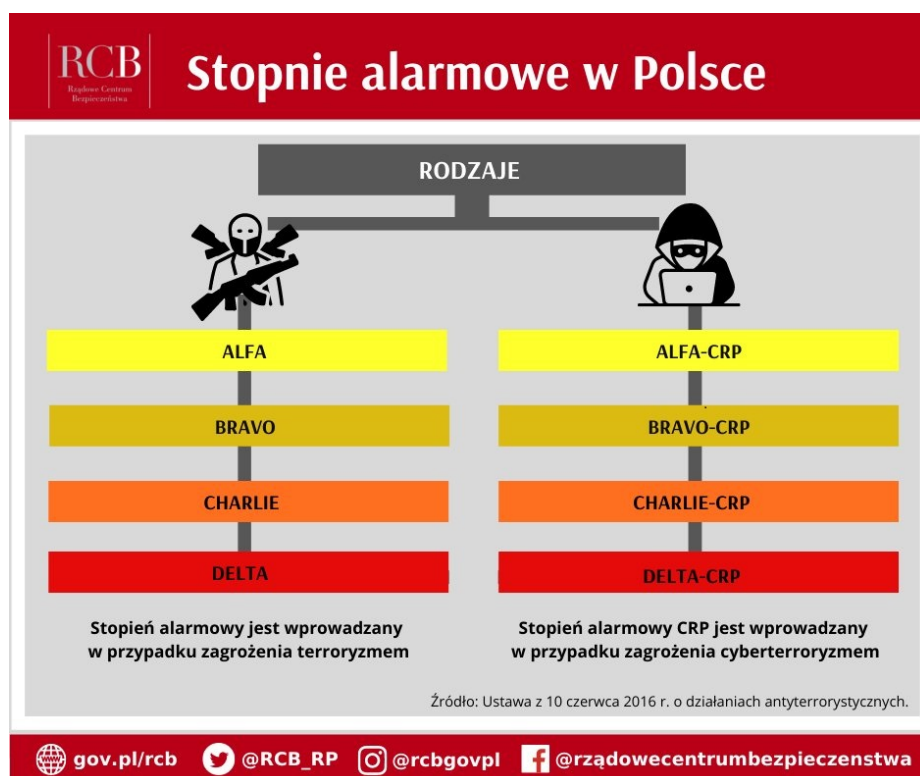 RCB
Rządowe Centrum
Bezpieczeństwa
Stopnie alarmowe w Polsce
RODZAJE
ALFA
BRAVO
CHARLIE
DELTA
Stopień alarmowy jest wprowadzany
w przypadku zagrożenia terroryzmem
ALFA-CRP
BRAVO-CRP
CHARLIE-CRP
DELTA-CRP
Stopień alarmowy CRP jest wprowadzany
w przypadku zagrożenia cyberterroryzmem
Źródło: Ustawa z 10 czerwca 2016 r. o działaniach antyterrorystycznych.
gov.pl/rcb @RCB_RP @rcbgovpl @rządowecentrumbezpieczenstwa